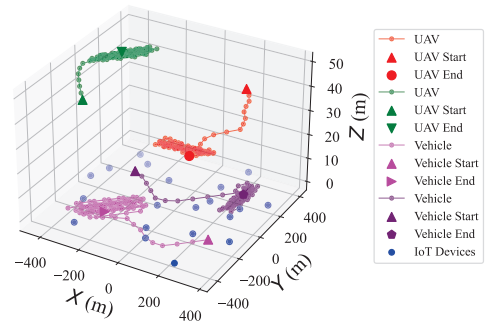 50
40
30
20
10
0
Z (m)
−400
−200
0
200
400
X (m)
−400
−200
0
200
400
Y (m)
UAV
UAV Start
UAV End
UAV
UAV Start
UAV End
Vehicle
Vehicle Start
Vehicle End
Vehicle
Vehicle Start
Vehicle End
IoT Devices